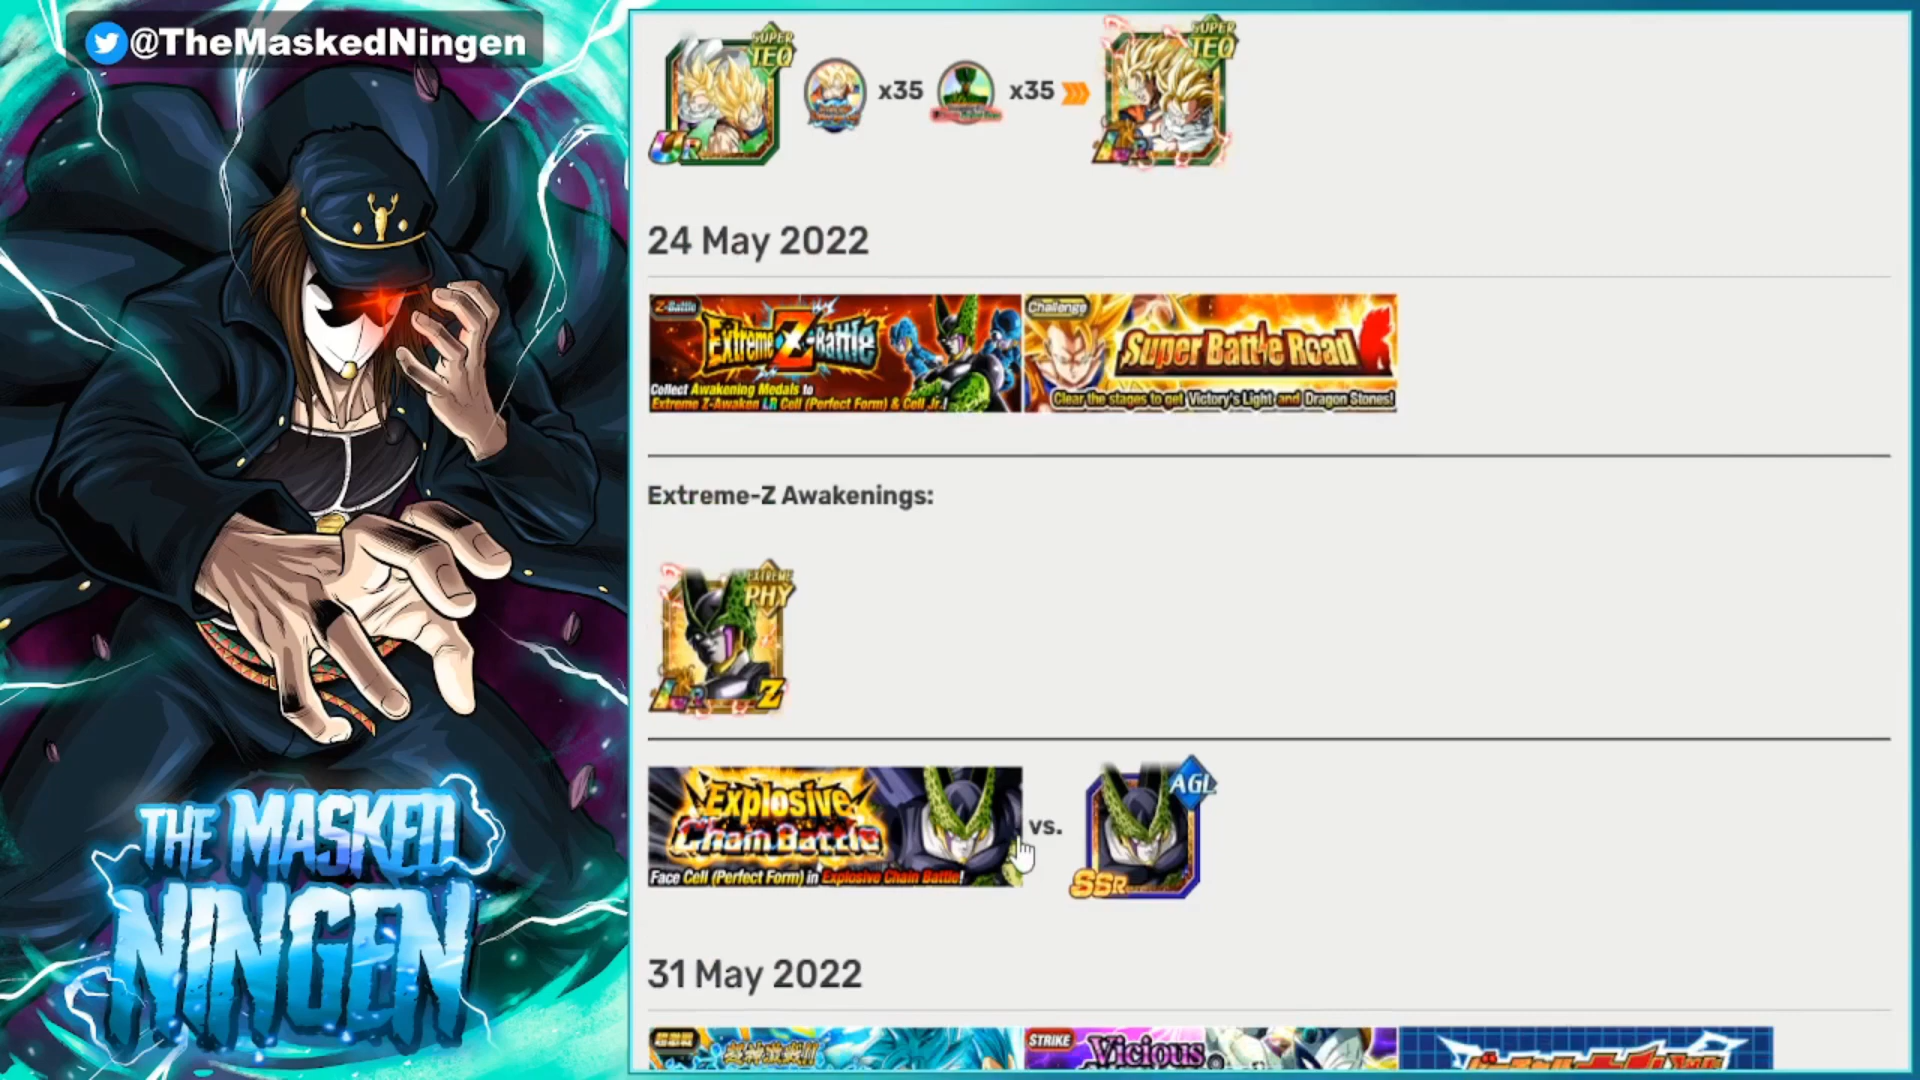 @TheMaskedNingen
SUPER TEQ
UR
x35
x35
SUPER TEQ
LR
24 May 2022
Z-Battle
Extreme Z-Battle
Collect Awakening Medals to
Extreme Z-Awaken LR Cell (Perfect Form) & Cell Jr.!
Challenge
Super Battle Road
Clear the stages to get Victory's Light and Dragon Stones!
Extreme-Z Awakenings:
EXTREME PHY
LR
Z
Explosive
Chain Battle
Face Cell (Perfect Form) in Explosive Chain Battle!
vs.
AGL
SSR
31 May 2022
STRIKE
Vicious
THE MASKED
NINGEN